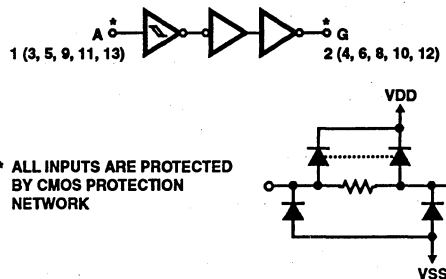 * *
A G
1 (3, 5, 9, 11, 13) 2 (4, 6, 8, 10, 12)
VDD
* ALL INPUTS ARE PROTECTED
BY CMOS PROTECTION
NETWORK
VSS